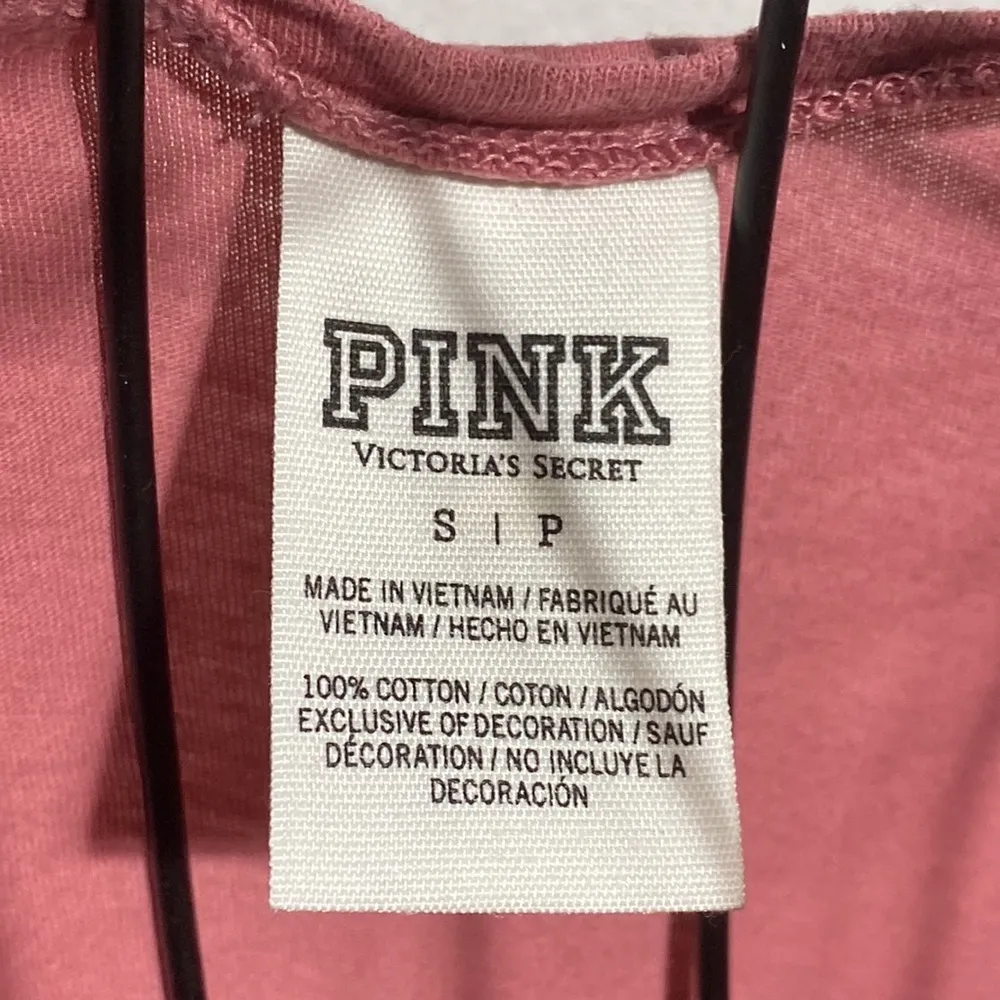 PINK
VICTORIA'S SECRET
S | P
MADE IN VIETNAM / FABRIQUÉ AU
VIETNAM / HECHO EN VIETNAM
100% COTTON / COTON / ALGODÓN
EXCLUSIVE OF DECORATION / SAUF
DÉCORATION / NO INCLUYE LA
DECORACIÓN